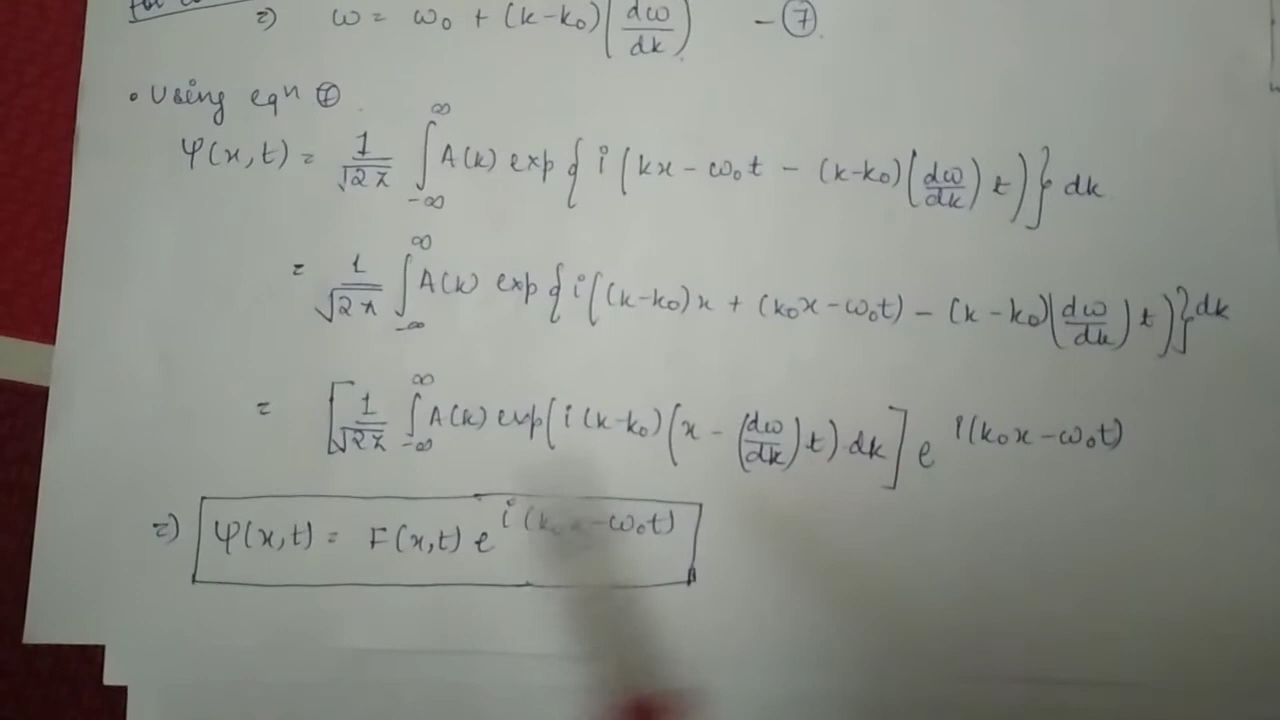 =) ω = ω₀ + (k-k₀) (dω/dk) - ⑦.
• Using eqⁿ ⑦.
Ψ(x,t) = 1/√2π ∫_{-∞}^{∞} A(k) exp { i ( kx - ω₀t - (k-k₀) (dω/dk) t ) } dk
= 1/√2π ∫_{-∞}^{∞} A(k) exp { i ( (k-k₀)x + (k₀x - ω₀t) - (k-k₀) (dω/dk) t ) } dk
= [ 1/√2π ∫_{-∞}^{∞} A(k) exp ( i (k-k₀) ( x - (dω/dk) t ) dk ] e^{i(k₀x - ω₀t)}
=) Ψ(x,t) = F(x,t) e^{i(k₀x - ω₀t)}